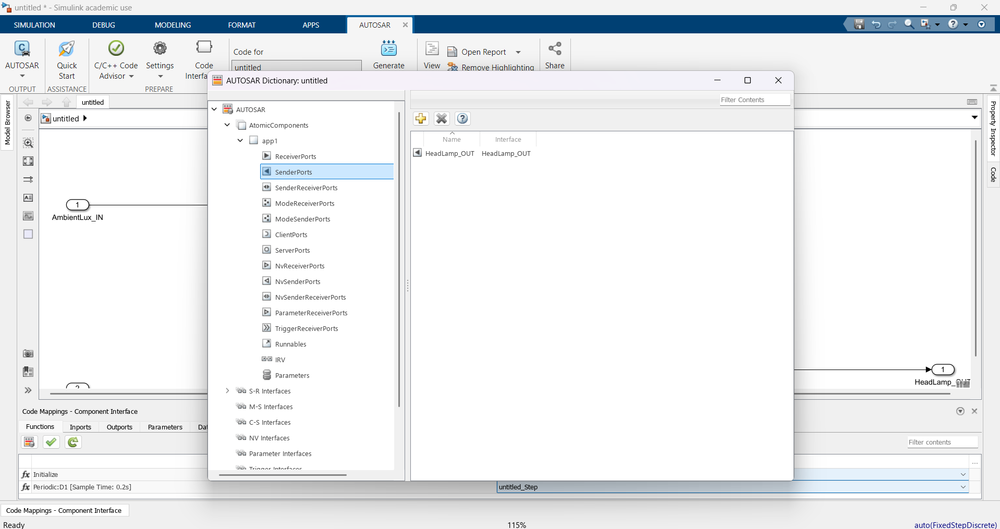 untitled * - Simulink academic use
SIMULATION DEBUG MODELING FORMAT APPS AUTOSAR
AUTOSAR
OUTPUT
Quick Start
ASSISTANCE
C/C++ Code Advisor
Settings
Code
PREPARE
Code for
untitled
Generate
View
Open Report
Remove Highlighting
Share
Model Browser
untitled
untitled
AmbientLux_IN
1
2
AUTOSAR Dictionary: untitled
AUTOSAR
AtomicComponents
app1
ReceiverPorts
SenderPorts
SenderReceiverPorts
ModeReceiverPorts
ModeSenderPorts
ClientPorts
ServerPorts
NvReceiverPorts
NvSenderPorts
NvSenderReceiverPorts
ParameterReceiverPorts
TriggerReceiverPorts
Runnables
IRV
Parameters
S-R Interfaces
M-S Interfaces
C-S Interfaces
NV Interfaces
Parameter Interfaces
Trigger Interfaces
Filter Contents
Name Interface
HeadLamp_OUT HeadLamp_OUT
Property Inspector
Code
1
HeadLamp_OUT
Code Mappings - Component Interface
Functions Inports Outports Parameters
Filter contents
fx Initialize
fx Periodic:D1 [Sample Time: 0.2s] untitled_Step
Code Mappings - Component Interface
Ready 115% auto(FixedStepDiscrete)